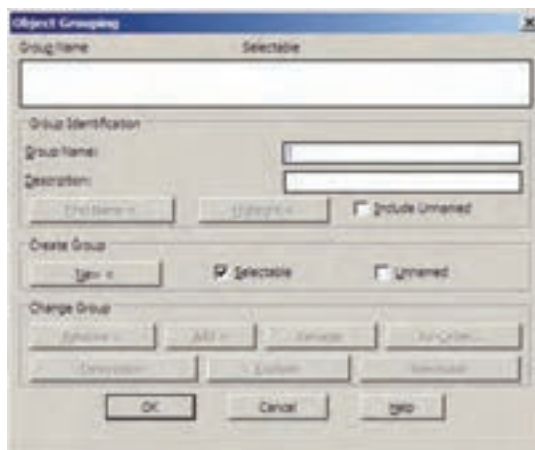 Object Grouping
Group Name Selectable
Group Identification
Group Name:
Description:
Find Name < Highlight < Include Unnamed
Create Group
New < Selectable Unnamed
Change Group
Remove < Add < Rename Re-Order...
Description Explode Selectable
OK Cancel Help